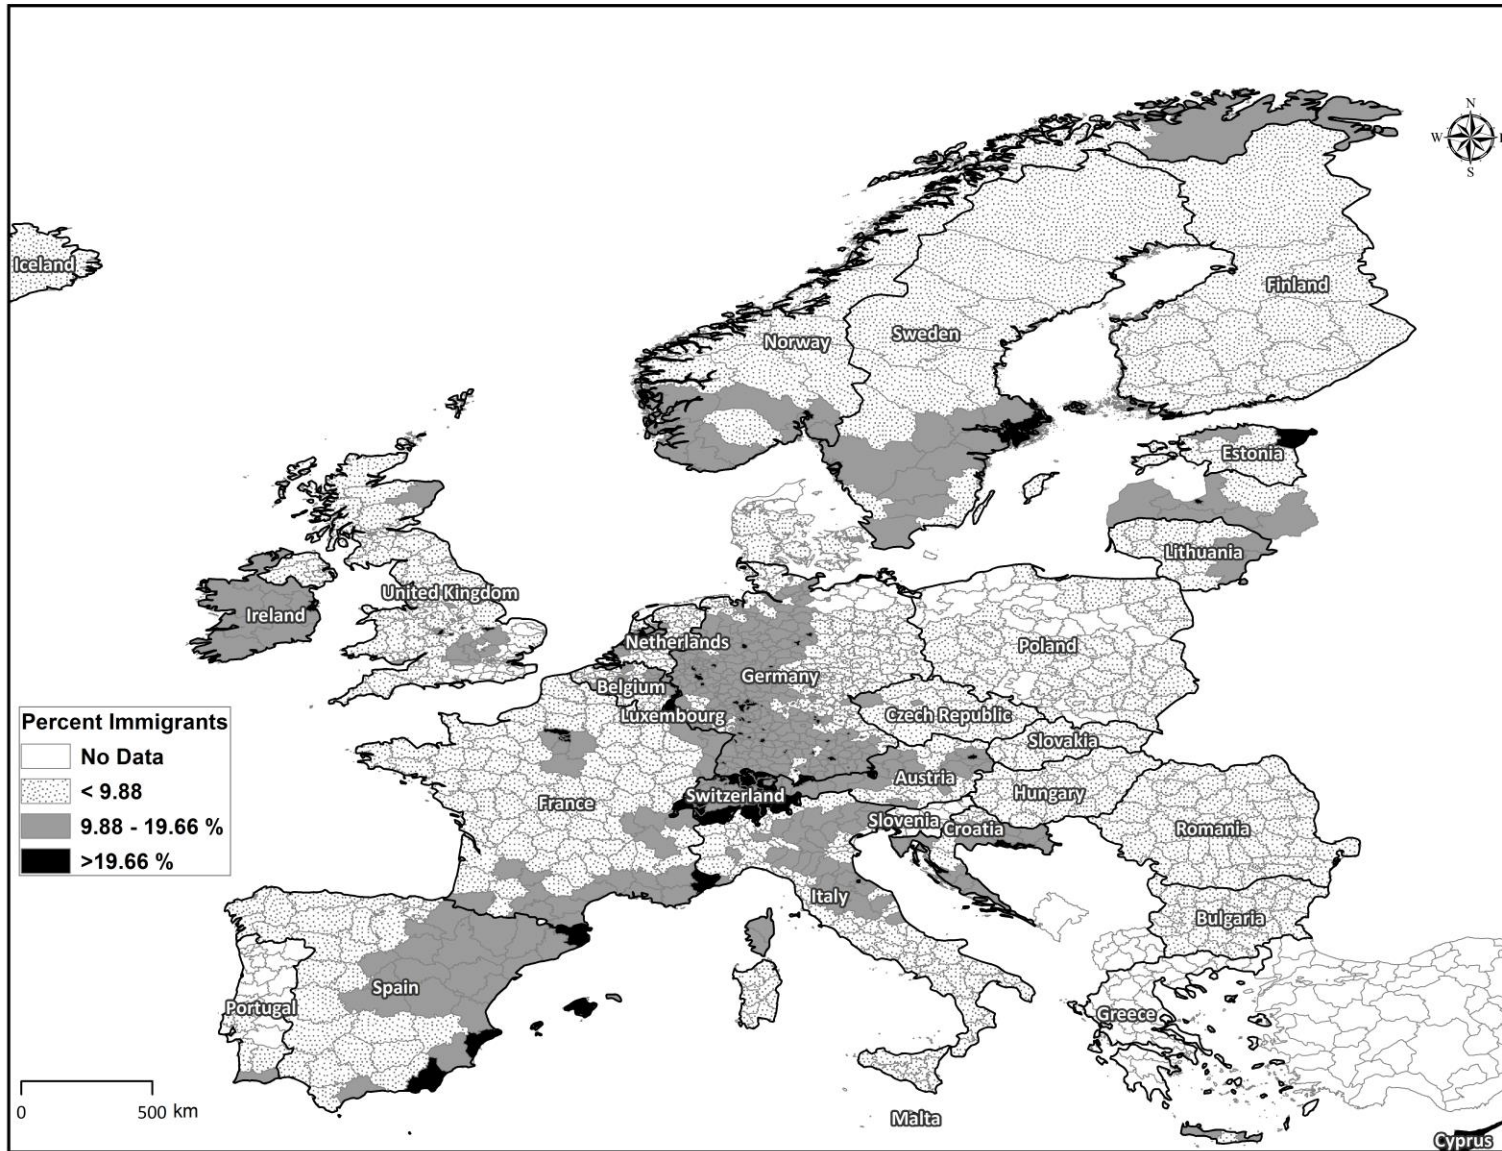 N
W
E
S
Iceland
Finland
Norway
Sweden
Estonia
Lithuania
United Kingdom
Ireland
Netherlands
Poland
Germany
Belgium
Luxembourg
Czech Republic
Slovakia
Percent Immigrants
No Data
< 9.88
9.88 - 19.66 %
>19.66 %
Austria
Switzerland
Hungary
France
Slovenia
Croatia
Romania
Italy
Bulgaria
Spain
Portugal
Greece
0
500 km
Malta
Cyprus